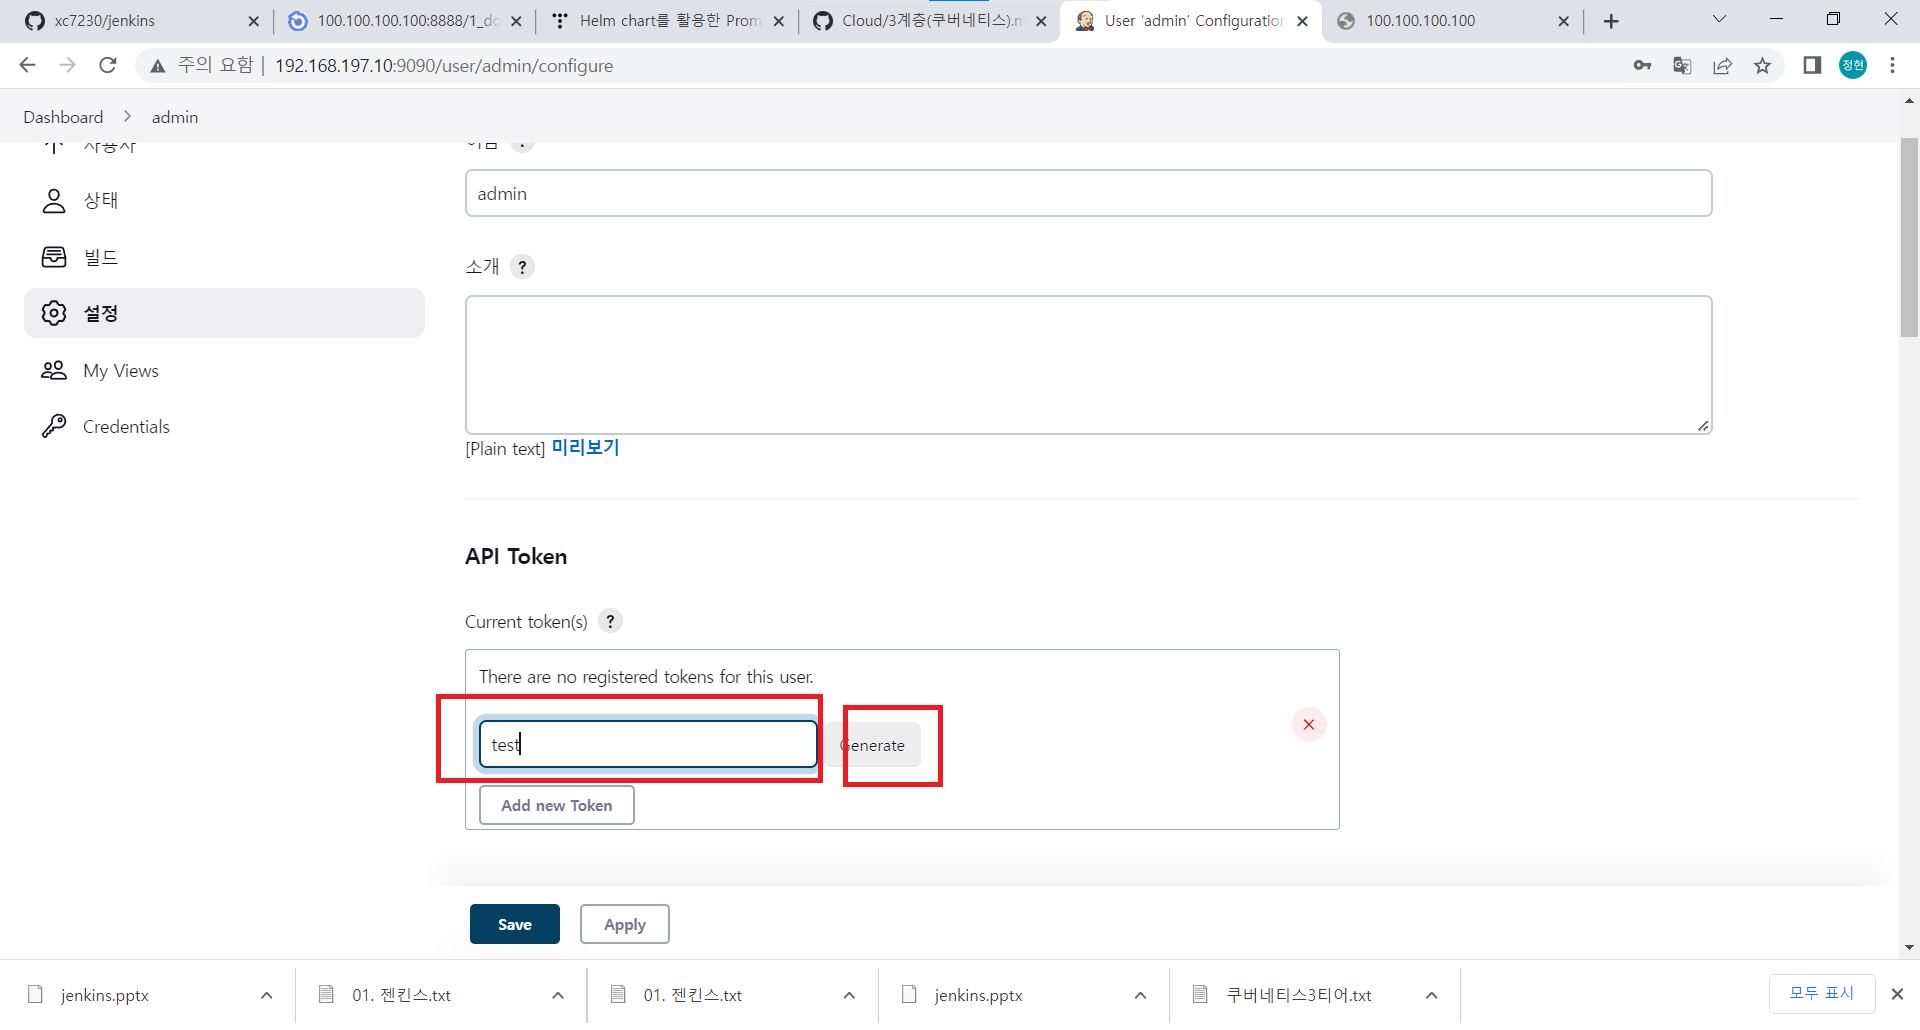 xc7230/jenkins
100.100.100.100:8888/1_dc
Helm chart를 활용한 Prom
Cloud/3계층(쿠버네티스).m
User ‘admin’ Configuration
100.100.100.100
주의 요함
192.168.197.10:9090/user/admin/configure
정현
Dashboard
admin
사용자
상태
빌드
설정
My Views
Credentials
이름 ?
admin
소개 ?
[Plain text] 미리보기
API Token
Current token(s) ?
There are no registered tokens for this user.
test
Generate
Add new Token
Save
Apply
jenkins.pptx
01. 젠킨스.txt
01. 젠킨스.txt
jenkins.pptx
쿠버네티스3티어.txt
모두 표시